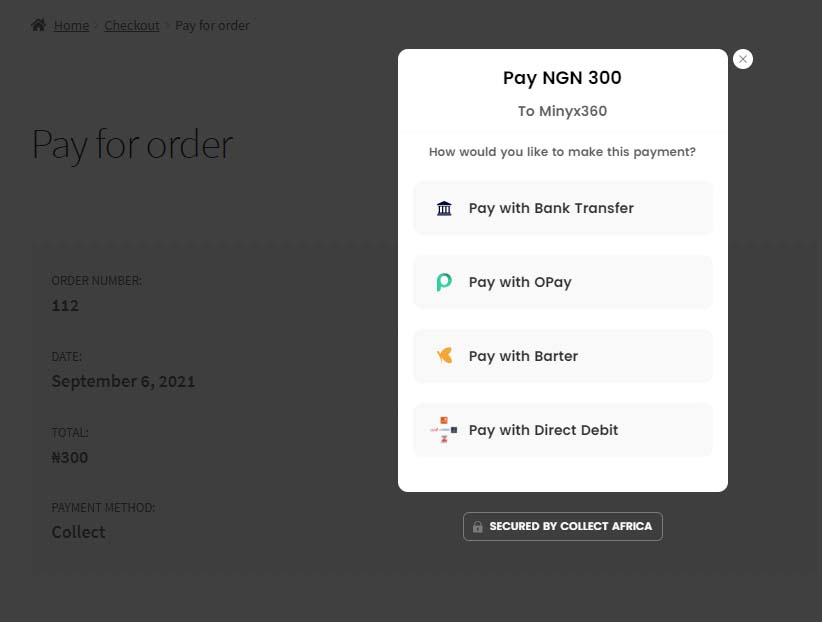 Home › Checkout › Pay for order
Pay for order
ORDER NUMBER:
112
DATE:
September 6, 2021
TOTAL:
₦300
PAYMENT METHOD:
Collect
Pay NGN 300
To Minyx360
How would you like to make this payment?
Pay with Bank Transfer
Pay with OPay
Pay with Barter
Pay with Direct Debit
SECURED BY COLLECT AFRICA